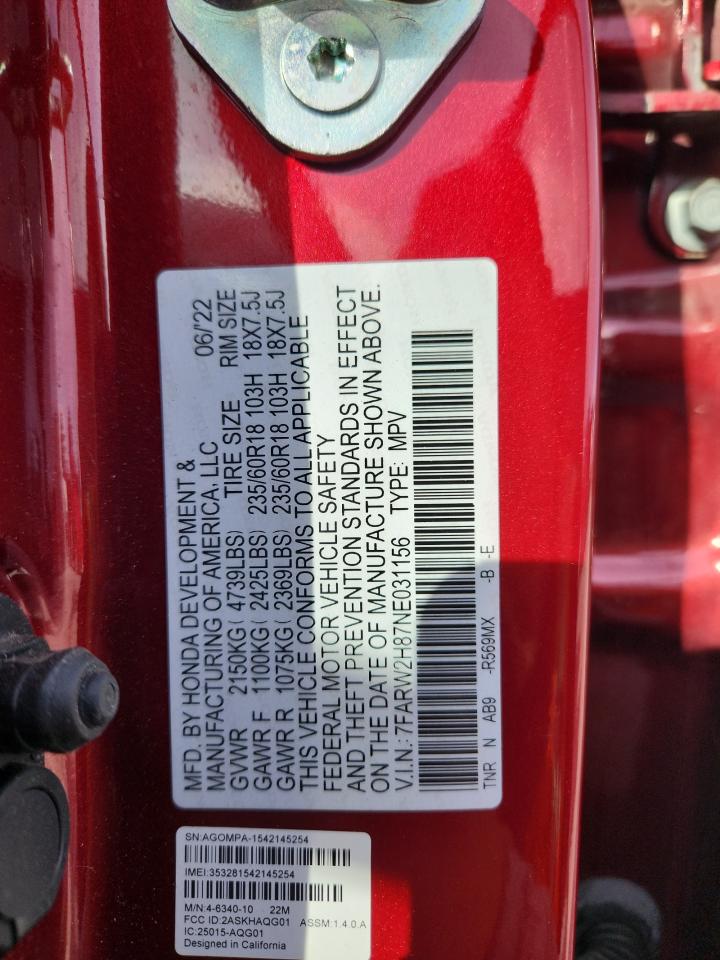 MFD. BY HONDA DEVELOPMENT & 06/'22
MANUFACTURING OF AMERICA, LLC
TIRE SIZE RIM SIZE
GVWR 2150KG( 4739LBS)
GAWR F 1100KG( 2425LBS) 235/60R18 103H 18X7.5J
GAWR R 1075KG( 2369LBS) 235/60R18 103H 18X7.5J
THIS VEHICLE CONFORMS TO ALL APPLICABLE
FEDERAL MOTOR VEHICLE SAFETY
AND THEFT PREVENTION STANDARDS IN EFFECT
ON THE DATE OF MANUFACTURE SHOWN ABOVE.
V.I.N.: 7FARW2H87NE031156 TYPE: MPV
TNR N AB9 -R569MX -B -E
SN:AGOMPA-1542145254
IMEI:353281542145254
M/N:4-6340-10 22M
FCC ID:2ASKHAQG01 ASSM:1.4.0.A
IC:25015-AQG01
Designed in California